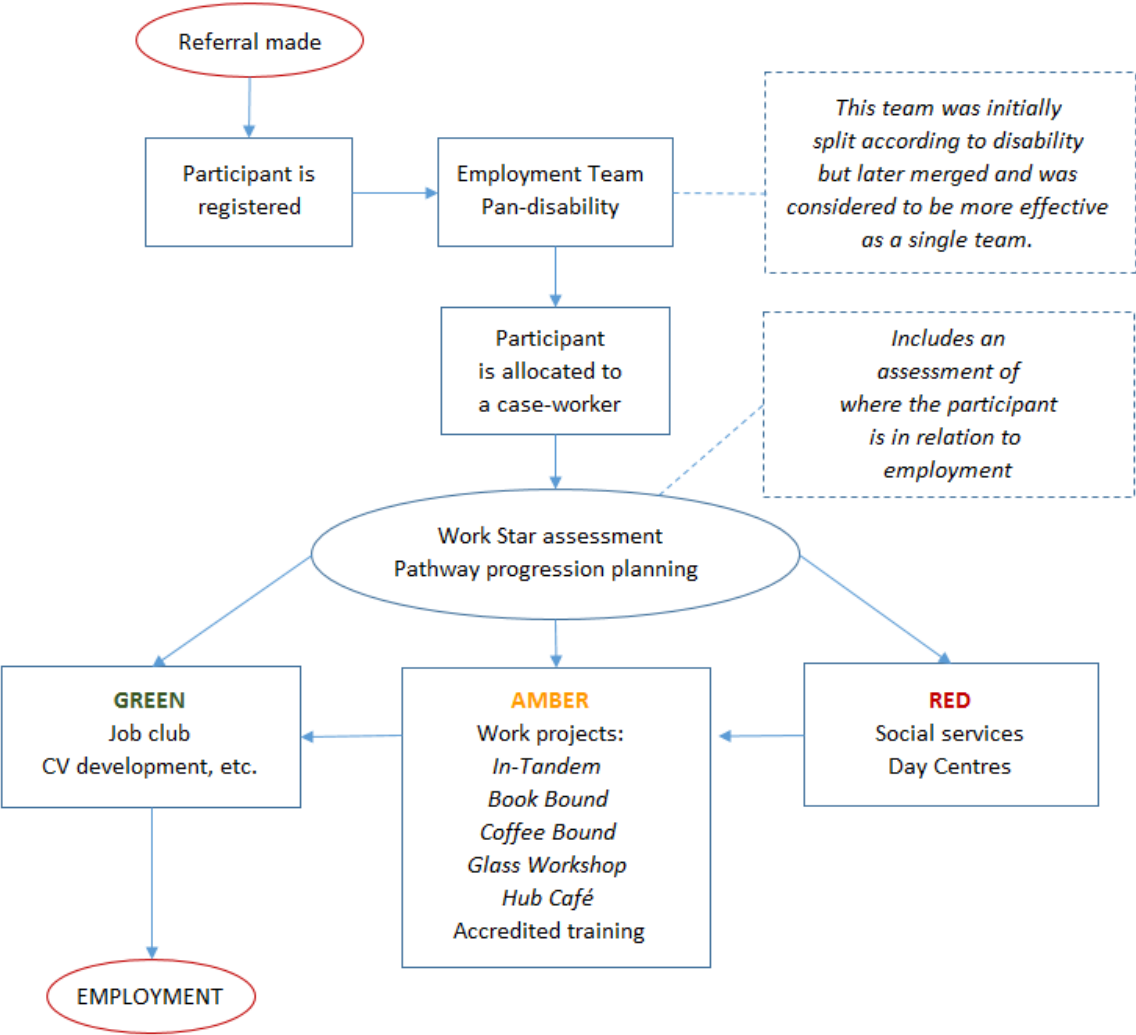 Referral made
Participant is
registered
Employment Team
Pan-disability
This team was initially
split according to disability
but later merged and was
considered to be more effective
as a single team.
Participant
is allocated to
a case-worker
Includes an
assessment of
where the participant
is in relation to
employment
Work Star assessment
Pathway progression planning
GREEN
Job club
CV development, etc.
AMBER
Work projects:
In-Tandem
Book Bound
Coffee Bound
Glass Workshop
Hub Café
Accredited training
RED
Social services
Day Centres
EMPLOYMENT